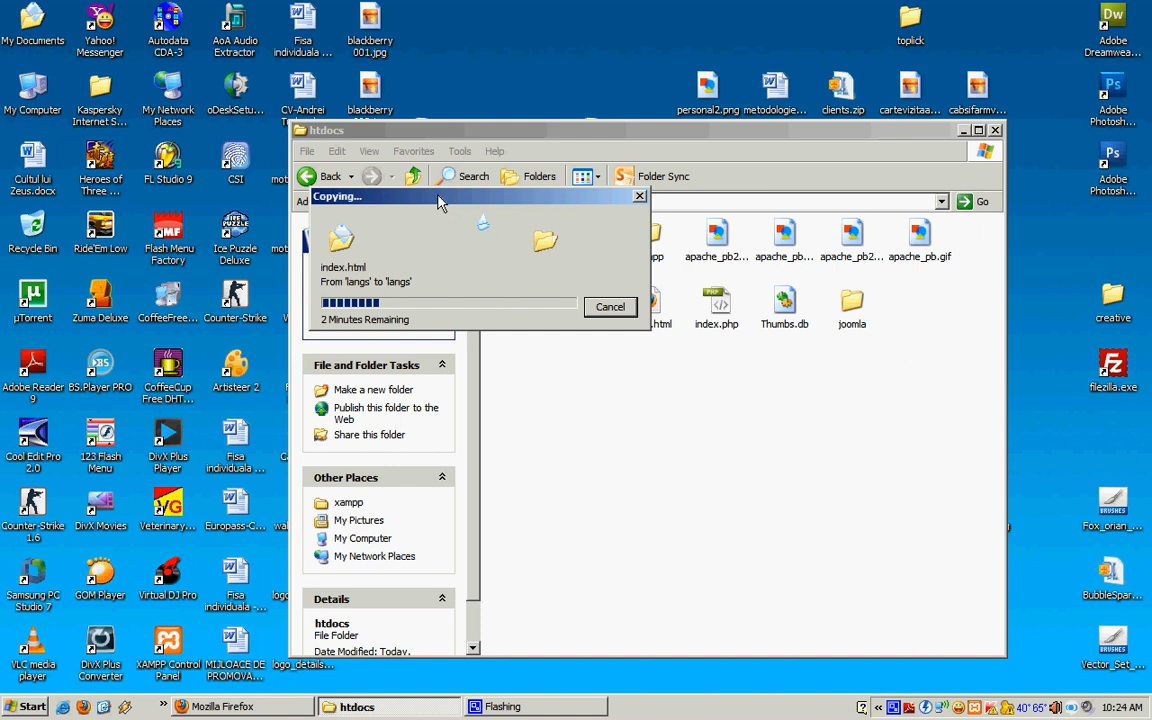 My Documents
Yahoo!
Messenger
Autodata
CDA-3
AoA Audio
Extractor
Fisa
individuala ...
blackberry
001.jpg
toplick
Adobe
Dreamwea...
My Computer
Kaspersky
Internet S...
My Network
Places
oDeskSetu...
CV-Andrei
blackberry
personal2.png
metodologie...
clients.zip
cartevizitaa...
cabsifarmv...
Adobe
Photosh...
Cultul lui
Zeus.docx
Heroes of
Three ...
FL Studio 9
CSI
Adobe
Photosh...
Recycle Bin
Ride'Em Low
Flash Menu
Factory
Ice Puzzle
Deluxe
µTorrent
Zuma Deluxe
CoffeeFree...
Counter-Strike
creative
Adobe Reader
9
BS.Player PRO
CoffeeCup
Free DHT...
Artisteer 2
filezilla.exe
Cool Edit Pro
2.0
123 Flash
Menu
DivX Plus
Player
Fisa
individuala ...
Counter-Strike
1.6
DivX Movies
Veterinary...
Europass-C...
Fox_orian_...
Samsung PC
Studio 7
GOM Player
Virtual DJ Pro
Fisa
individuala -...
BubbleSpar...
VLC media
player
DivX Plus
Converter
XAMPP Control
Panel
MIJLOACE DE
PROMOVA...
logo_details...
Vector_Set_...
htdocs
File Edit View Favorites Tools Help
Back Search Folders Folder Sync
Ad
Go
Copying...
index.html
From 'langs' to 'langs'
Cancel
2 Minutes Remaining
apache_pb2...
apache_pb...
apache_pb2...
apache_pb.gif
index.php
Thumbs.db
joomla
File and Folder Tasks
Make a new folder
Publish this folder to the
Web
Share this folder
Other Places
xampp
My Pictures
My Computer
My Network Places
Details
htdocs
File Folder
Date Modified: Today,
Start
Mozilla Firefox
htdocs
Flashing
40° 65°
10:24 AM